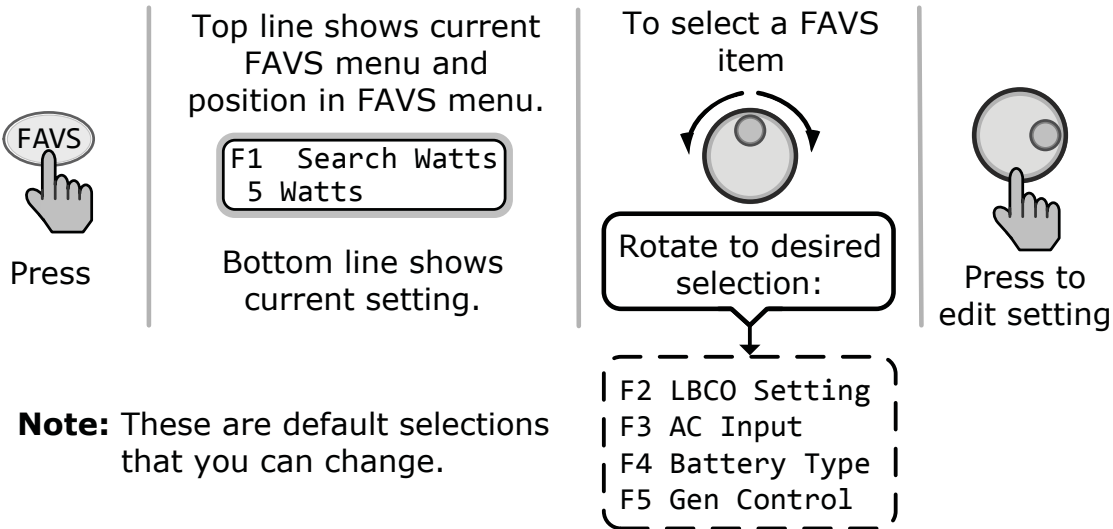 FAVS
Press
Top line shows current
FAVS menu and
position in FAVS menu.
F1  Search Watts
5 Watts
Bottom line shows
current setting.
To select a FAVS
item
Rotate to desired
selection:
F2 LBCO Setting
F3 AC Input
F4 Battery Type
F5 Gen Control
Press to
edit setting
Note: These are default selections
that you can change.